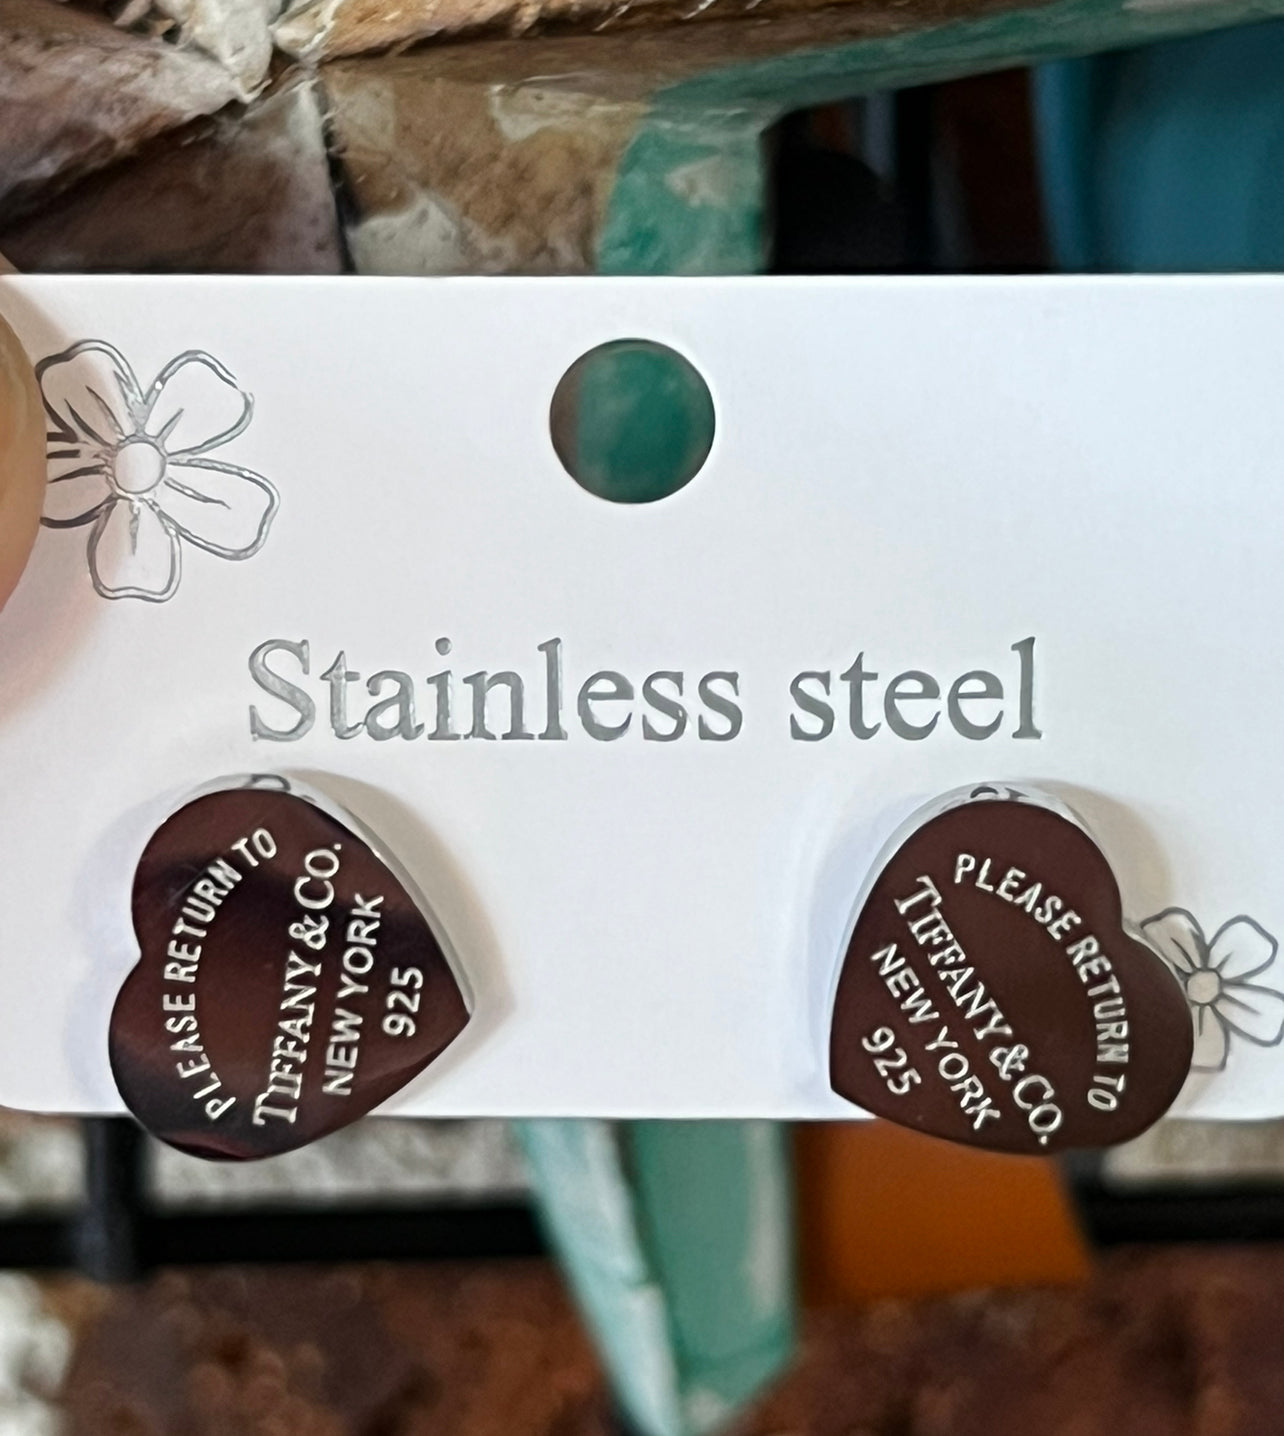 Stainless steel
PLEASE RETURN TO
TIFFANY & CO.
NEW YORK
925
PLEASE RETURN TO
TIFFANY & CO.
NEW YORK
925